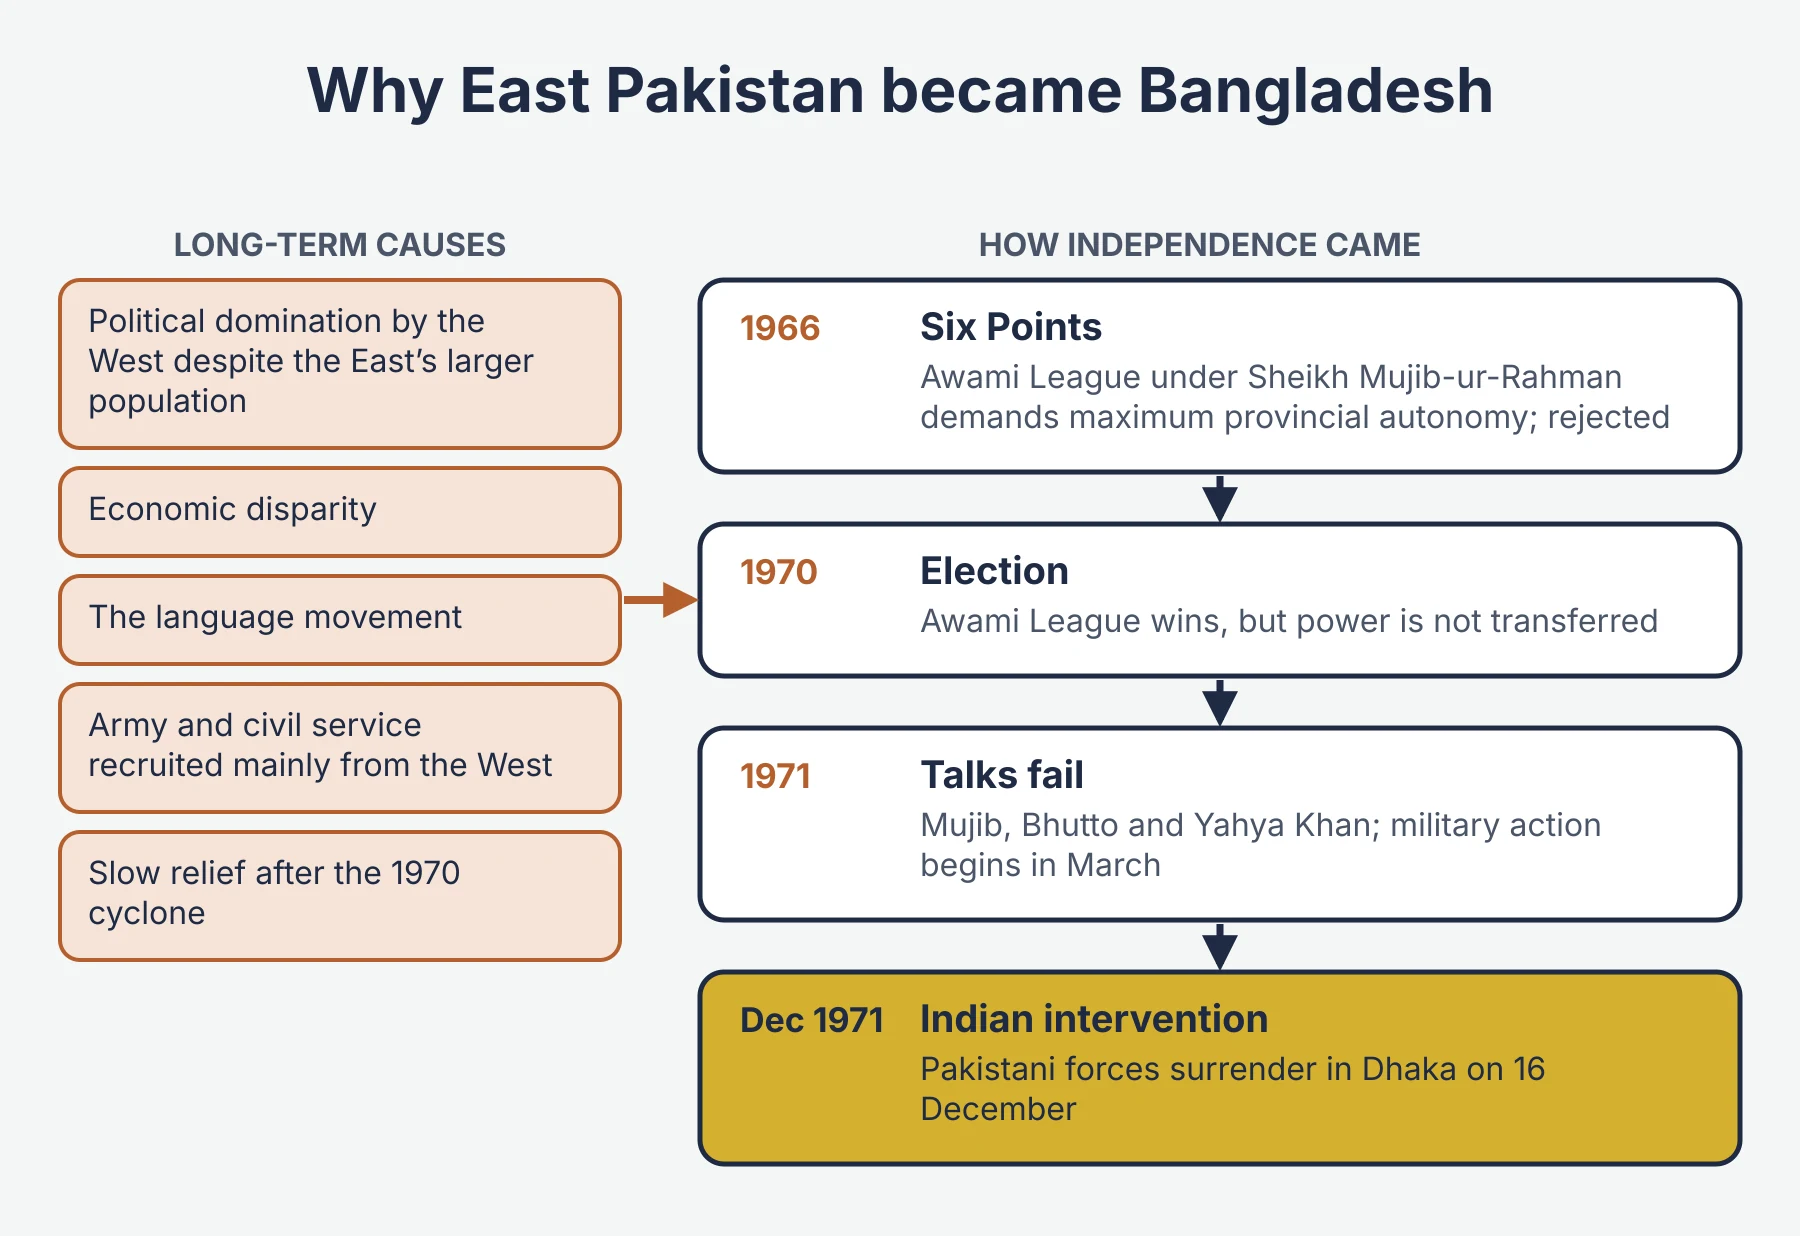 Why East Pakistan became Bangladesh
LONG-TERM CAUSES
Political domination by the
West despite the East’s larger
population
Economic disparity
The language movement
Army and civil service
recruited mainly from the West
Slow relief after the 1970
cyclone
HOW INDEPENDENCE CAME
1966 Six Points
Awami League under Sheikh Mujib-ur-Rahman
demands maximum provincial autonomy; rejected
1970 Election
Awami League wins, but power is not transferred
1971 Talks fail
Mujib, Bhutto and Yahya Khan; military action
begins in March
Dec 1971 Indian intervention
Pakistani forces surrender in Dhaka on 16
December